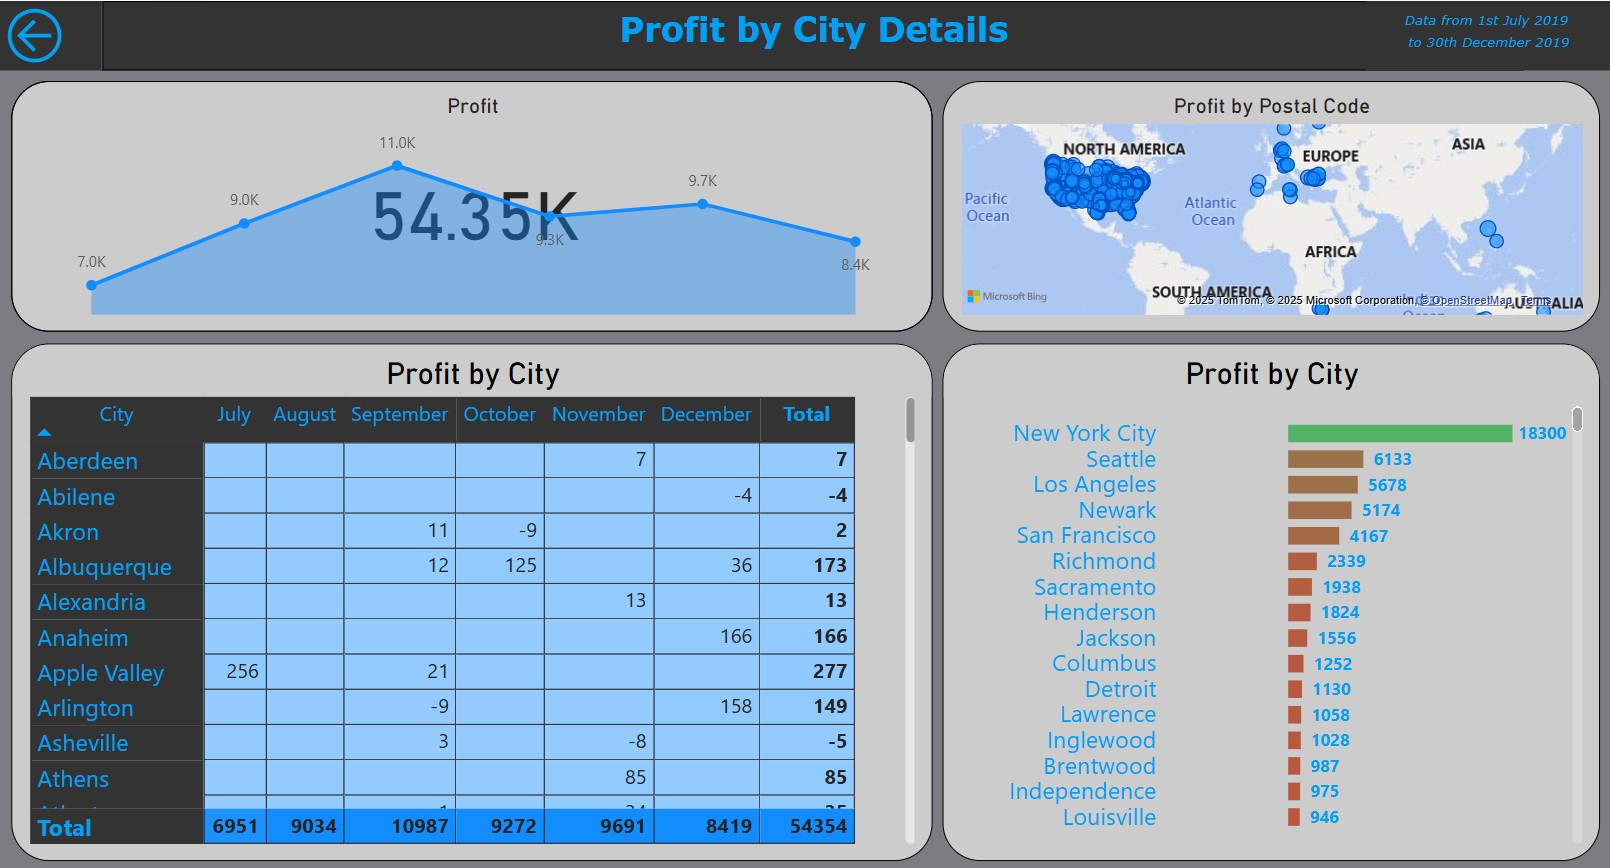 Profit by City Details
Data from 1st July 2019
to 30th December 2019
Profit
11.0K
9.7K
9.0K
54.35K
9.3K
7.0K
8.4K
Profit by Postal Code
NORTH AMERICA
ASIA
EUROPE
Pacific
Ocean
Atlantic
Ocean
AFRICA
SOUTH AMERICA
Microsoft Bing
© 2025 TomTom, © 2025 Microsoft Corporation, © OpenStreetMap Terms
Profit by City
City July August September October November December Total
Aberdeen 7 7
Abilene -4 -4
Akron 11 -9 2
Albuquerque 12 125 36 173
Alexandria 13 13
Anaheim 166 166
Apple Valley 256 21 277
Arlington -9 158 149
Asheville 3 -8 -5
Athens 85 85
Total 6951 9034 10987 9272 9691 8419 54354
Profit by City
New York City 18300
Seattle 6133
Los Angeles 5678
Newark 5174
San Francisco 4167
Richmond 2339
Sacramento 1938
Henderson 1824
Jackson 1556
Columbus 1252
Detroit 1130
Lawrence 1058
Inglewood 1028
Brentwood 987
Independence 975
Louisville 946